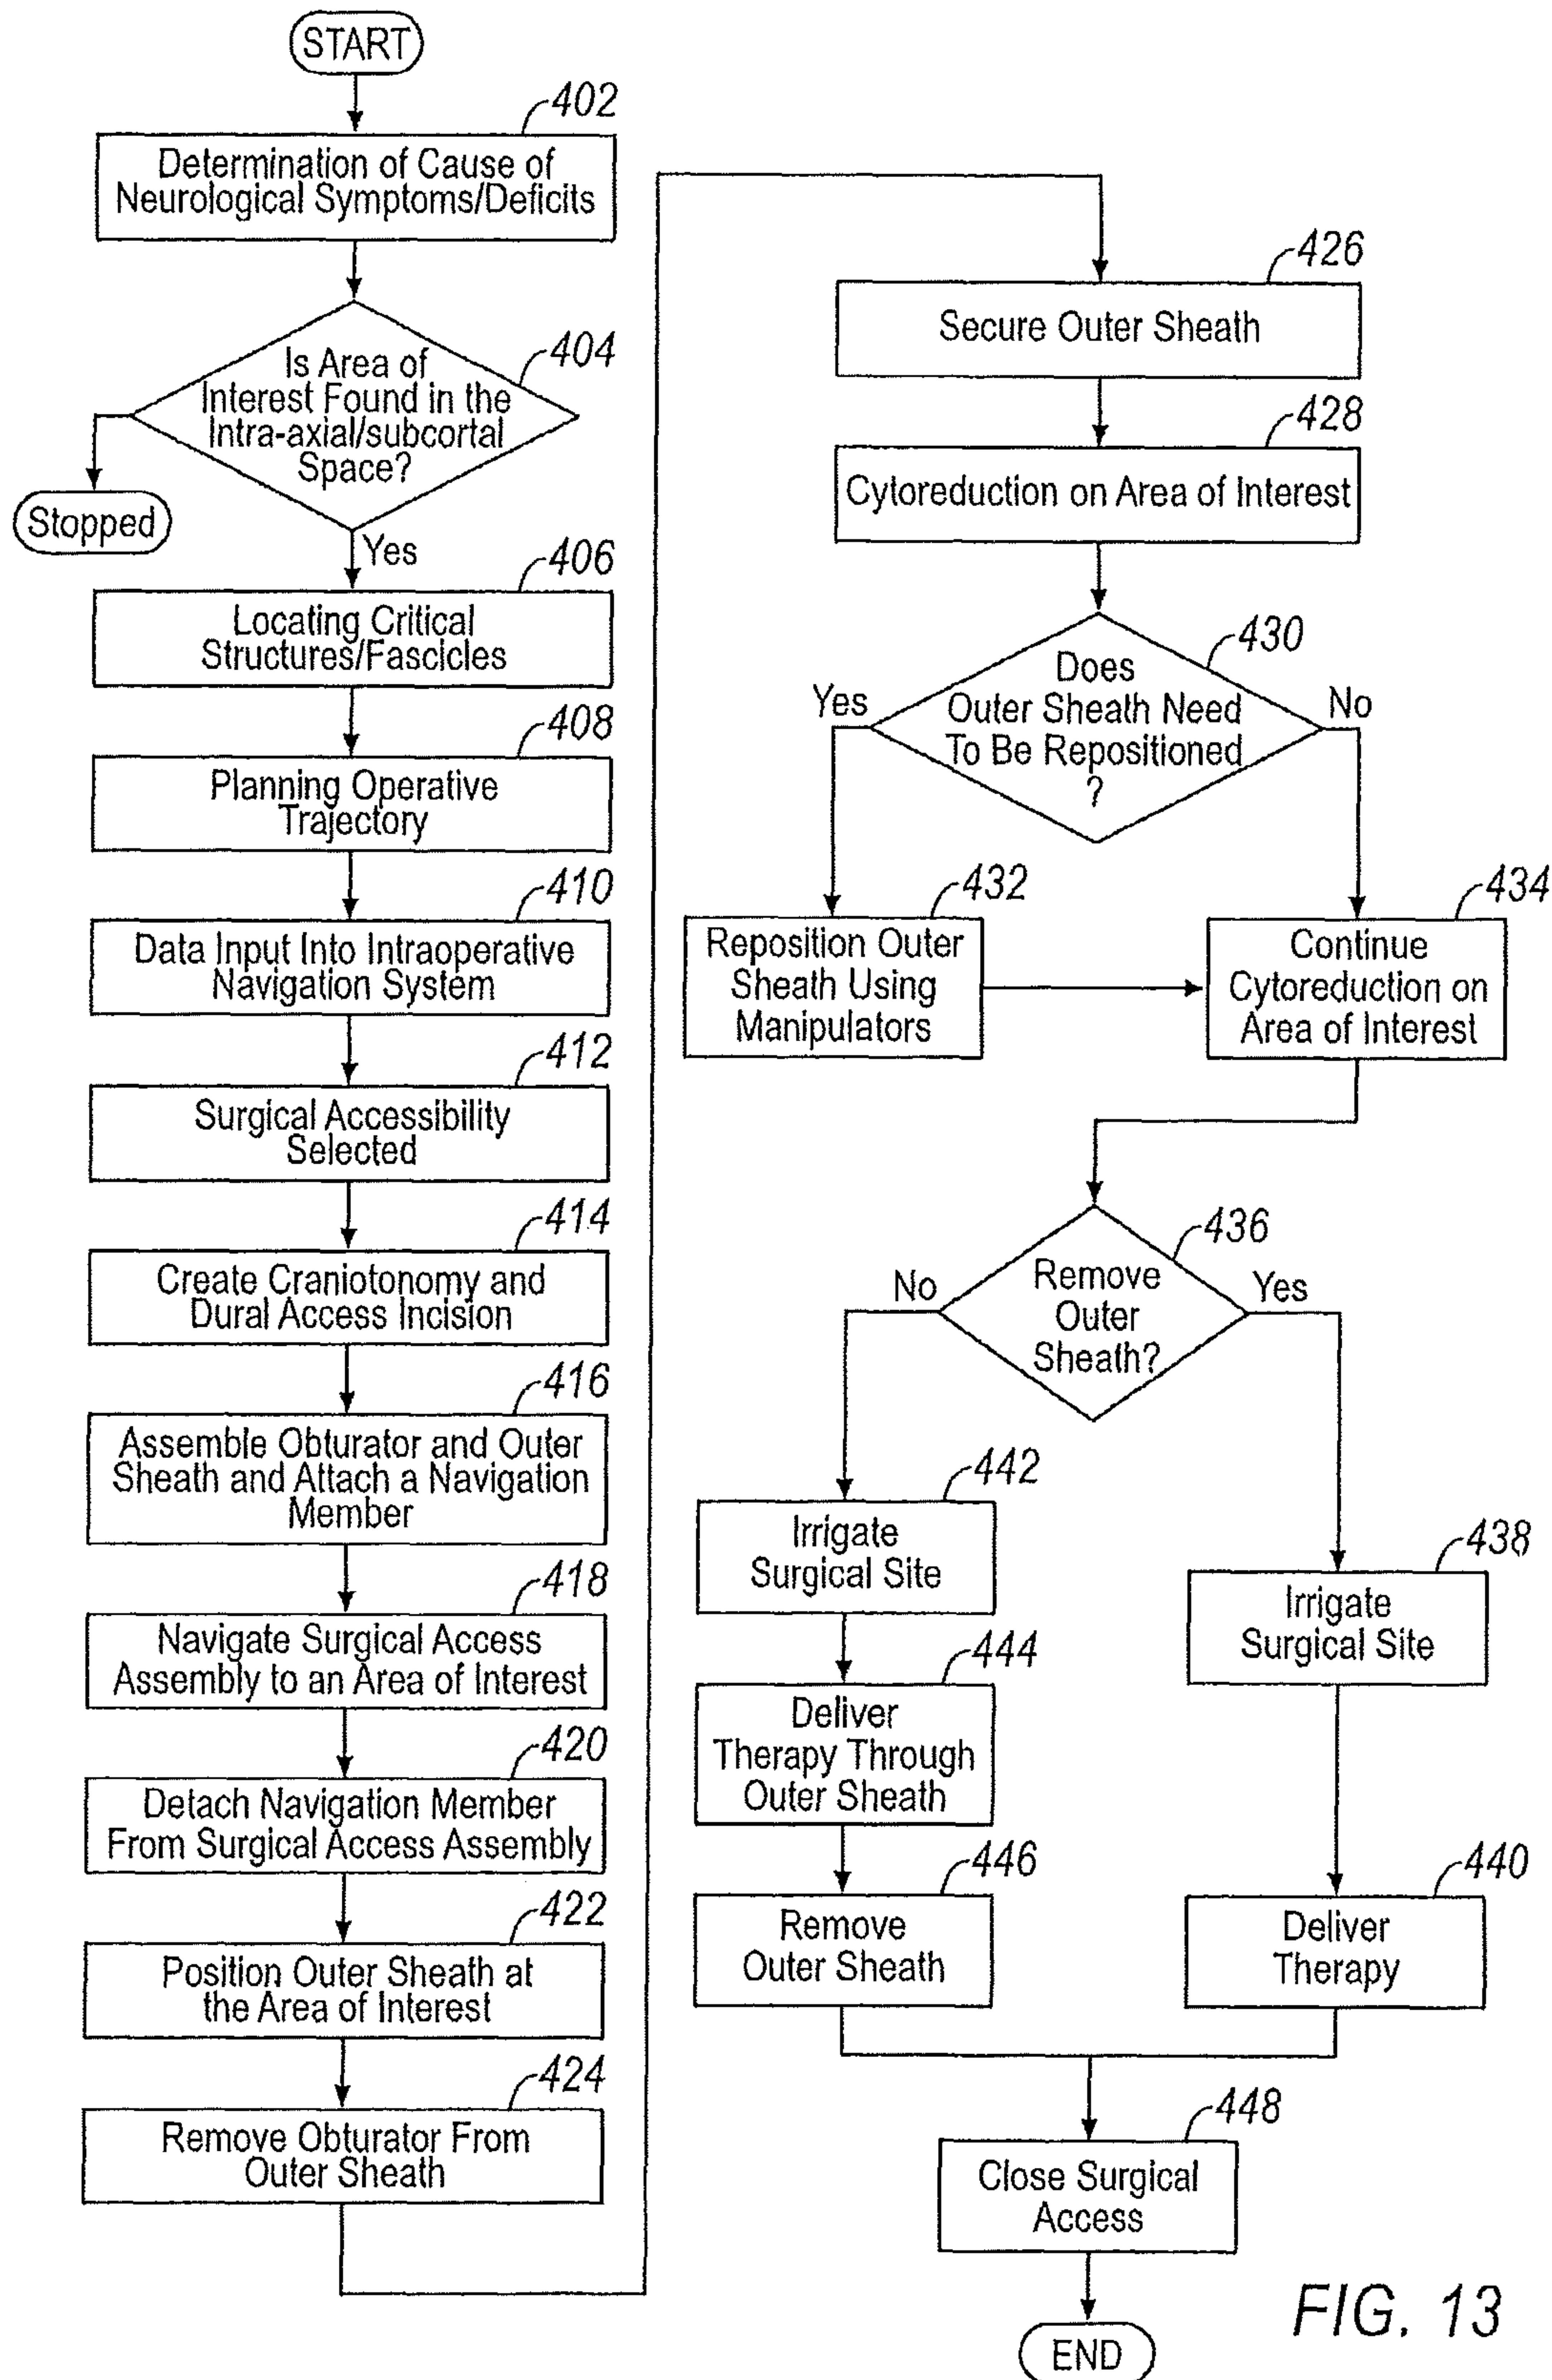 START
402
Determination of Cause of
Neurological Symptoms/Deficits
404
Is Area of
Interest Found in the
Intra-axial/subcortal
Space?
Stopped
Yes
406
Locating Critical
Structures/Fascicles
408
Planning Operative
Trajectory
410
Data Input Into Intraoperative
Navigation System
412
Surgical Accessibility
Selected
414
Create Craniotonomy and
Dural Access Incision
416
Assemble Obturator and Outer
Sheath and Attach a Navigation
Member
418
Navigate Surgical Access
Assembly to an Area of Interest
420
Detach Navigation Member
From Surgical Access Assembly
422
Position Outer Sheath at
the Area of Interest
424
Remove Obturator From
Outer Sheath
426
Secure Outer Sheath
428
Cytoreduction on Area of Interest
430
Does
Outer Sheath Need
To Be Repositioned
?
Yes
No
432
Reposition Outer
Sheath Using
Manipulators
434
Continue
Cytoreduction on
Area of Interest
436
Remove
Outer
Sheath?
No
Yes
442
Irrigate
Surgical Site
444
Deliver
Therapy Through
Outer Sheath
446
Remove
Outer Sheath
438
Irrigate
Surgical Site
440
Deliver
Therapy
448
Close Surgical
Access
END
FIG. 13